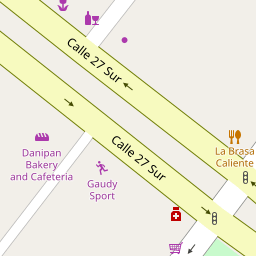 Calle 27 Sur
Calle 27 Sur
La Brasa
Caliente
Danipan
Bakery
and Cafeteria
Gaudy
Sport